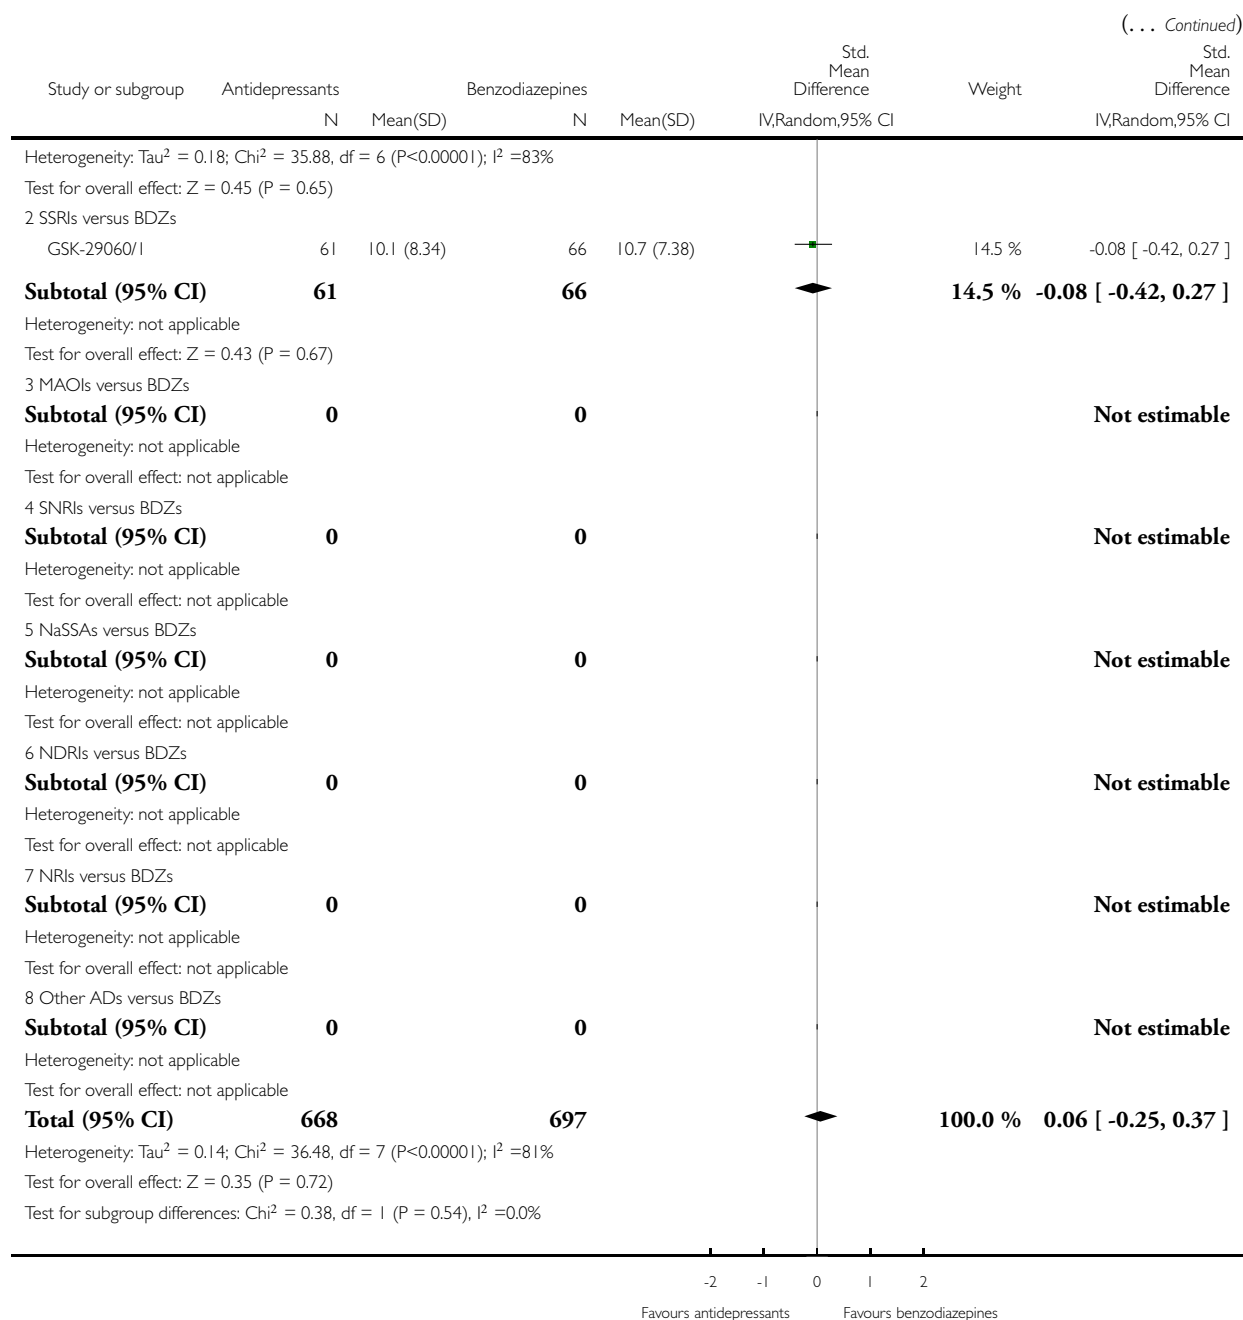 (... Continued)
Study or subgroup Antidepressants Benzodiazepines Std. Mean Difference Weight Std. Mean Difference
N Mean(SD) N Mean(SD) IV,Random,95% CI IV,Random,95% CI
Heterogeneity: Tau² = 0.18; Chi² = 35.88, df = 6 (P<0.00001); I² =83%
Test for overall effect: Z = 0.45 (P = 0.65)
2 SSRIs versus BDZs
GSK-29060/1 61 10.1 (8.34) 66 10.7 (7.38) 14.5 % -0.08 [ -0.42, 0.27 ]
Subtotal (95% CI) 61 66 14.5 % -0.08 [ -0.42, 0.27 ]
Heterogeneity: not applicable
Test for overall effect: Z = 0.43 (P = 0.67)
3 MAOIs versus BDZs
Subtotal (95% CI) 0 0 Not estimable
Heterogeneity: not applicable
Test for overall effect: not applicable
4 SNRIs versus BDZs
Subtotal (95% CI) 0 0 Not estimable
Heterogeneity: not applicable
Test for overall effect: not applicable
5 NaSSAs versus BDZs
Subtotal (95% CI) 0 0 Not estimable
Heterogeneity: not applicable
Test for overall effect: not applicable
6 NDRIs versus BDZs
Subtotal (95% CI) 0 0 Not estimable
Heterogeneity: not applicable
Test for overall effect: not applicable
7 NRIs versus BDZs
Subtotal (95% CI) 0 0 Not estimable
Heterogeneity: not applicable
Test for overall effect: not applicable
8 Other ADs versus BDZs
Subtotal (95% CI) 0 0 Not estimable
Heterogeneity: not applicable
Test for overall effect: not applicable
Total (95% CI) 668 697 100.0 % 0.06 [ -0.25, 0.37 ]
Heterogeneity: Tau² = 0.14; Chi² = 36.48, df = 7 (P<0.00001); I² =81%
Test for overall effect: Z = 0.35 (P = 0.72)
Test for subgroup differences: Chi² = 0.38, df = 1 (P = 0.54), I² =0.0%
-2 -1 0 1 2
Favours antidepressants Favours benzodiazepines